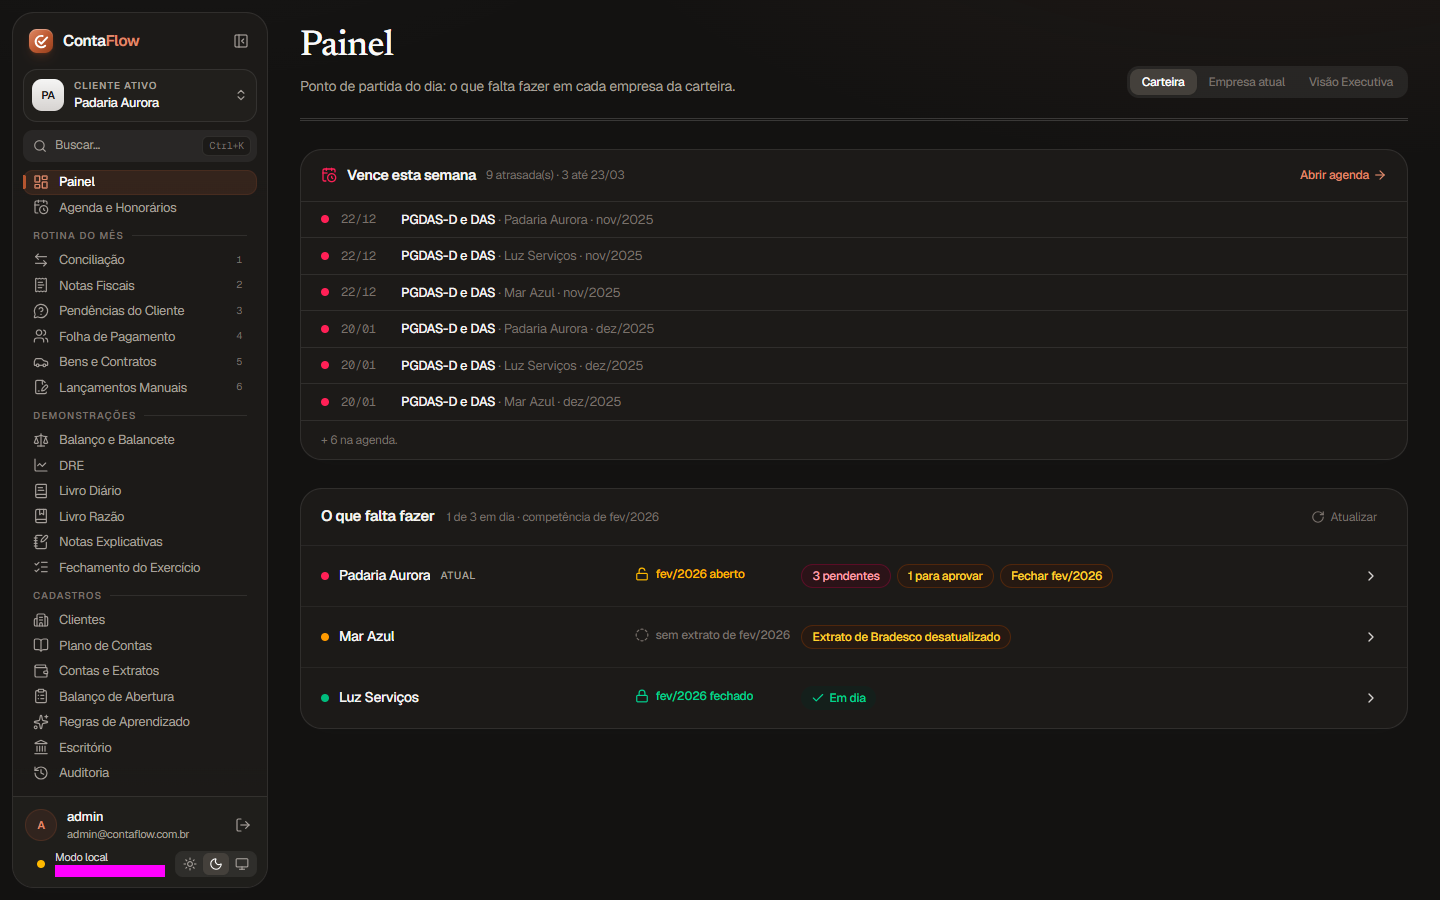 ContaFlow
PA
CLIENTE ATIVO
Padaria Aurora
Buscar...
Ctrl+K
Painel
Agenda e Honorários
ROTINA DO MÊS
Conciliação 1
Notas Fiscais 2
Pendências do Cliente 3
Folha de Pagamento 4
Bens e Contratos 5
Lançamentos Manuais 6
DEMONSTRAÇÕES
Balanço e Balancete
DRE
Livro Diário
Livro Razão
Notas Explicativas
Fechamento do Exercício
CADASTROS
Clientes
Plano de Contas
Contas e Extratos
Balanço de Abertura
Regras de Aprendizado
Escritório
Auditoria
A
admin
admin@contaflow.com.br
Modo local
Painel
Ponto de partida do dia: o que falta fazer em cada empresa da carteira.
Carteira Empresa atual Visão Executiva
Vence esta semana 9 atrasada(s) · 3 até 23/03 Abrir agenda
22/12 PGDAS-D e DAS · Padaria Aurora · nov/2025
22/12 PGDAS-D e DAS · Luz Serviços · nov/2025
22/12 PGDAS-D e DAS · Mar Azul · nov/2025
20/01 PGDAS-D e DAS · Padaria Aurora · dez/2025
20/01 PGDAS-D e DAS · Luz Serviços · dez/2025
20/01 PGDAS-D e DAS · Mar Azul · dez/2025
+ 6 na agenda.
O que falta fazer 1 de 3 em dia · competência de fev/2026 Atualizar
Padaria Aurora ATUAL fev/2026 aberto 3 pendentes 1 para aprovar Fechar fev/2026
Mar Azul sem extrato de fev/2026 Extrato de Bradesco desatualizado
Luz Serviços fev/2026 fechado Em dia